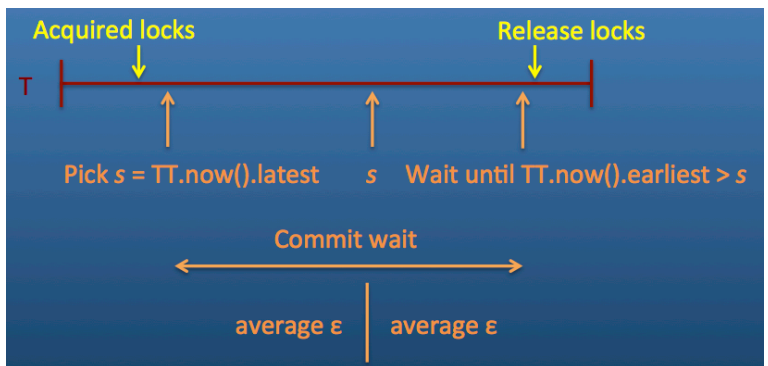 Acquired locks Release locks
T
Pick s = TT.now().latest s Wait until TT.now().earliest > s
Commit wait
average ε average ε